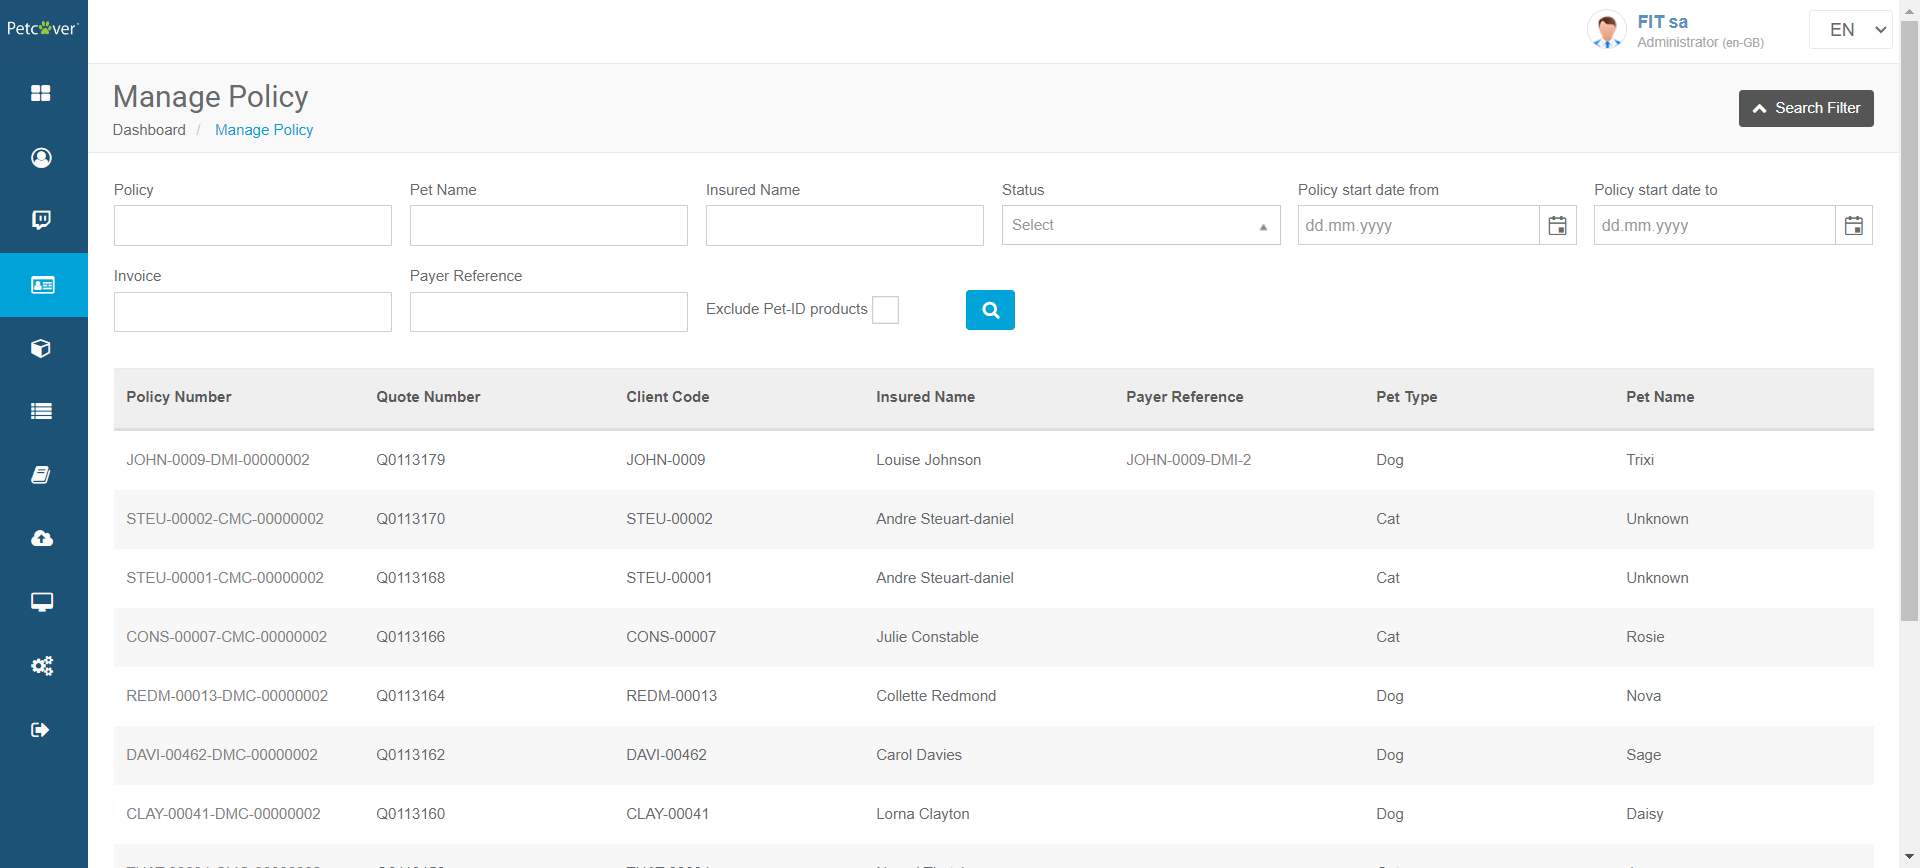 Petcover
FIT sa
Administrator (en-GB)
EN
Manage Policy
Dashboard / Manage Policy
Search Filter
Policy
Pet Name
Insured Name
Status
Policy start date from
Policy start date to
Select
dd.mm.yyyy
dd.mm.yyyy
Invoice
Payer Reference
Exclude Pet-ID products
Policy Number Quote Number Client Code Insured Name Payer Reference Pet Type Pet Name
JOHN-0009-DMI-00000002 Q0113179 JOHN-0009 Louise Johnson JOHN-0009-DMI-2 Dog Trixi
STEU-00002-CMC-00000002 Q0113170 STEU-00002 Andre Steuart-daniel Cat Unknown
STEU-00001-CMC-00000002 Q0113168 STEU-00001 Andre Steuart-daniel Cat Unknown
CONS-00007-CMC-00000002 Q0113166 CONS-00007 Julie Constable Cat Rosie
REDM-00013-DMC-00000002 Q0113164 REDM-00013 Collette Redmond Dog Nova
DAVI-00462-DMC-00000002 Q0113162 DAVI-00462 Carol Davies Dog Sage
CLAY-00041-DMC-00000002 Q0113160 CLAY-00041 Lorna Clayton Dog Daisy